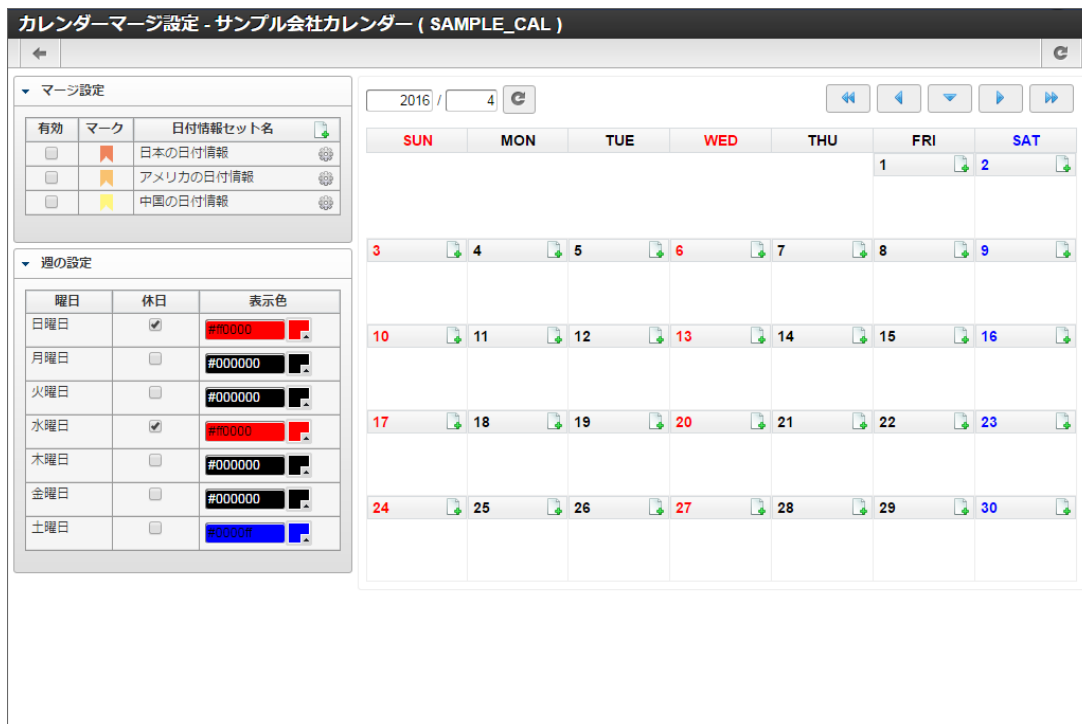 カレンダーマージ設定 - サンプル会社カレンダー ( SAMPLE_CAL )
マージ設定
有効 マーク 日付情報セット名
日本の日付情報
アメリカの日付情報
中国の日付情報
週の設定
曜日 休日 表示色
日曜日 #ff0000
月曜日 #000000
火曜日 #000000
水曜日 #ff0000
木曜日 #000000
金曜日 #000000
土曜日 #0000ff
2016 / 4
SUN MON TUE WED THU FRI SAT
1 2
3 4 5 6 7 8 9
10 11 12 13 14 15 16
17 18 19 20 21 22 23
24 25 26 27 28 29 30